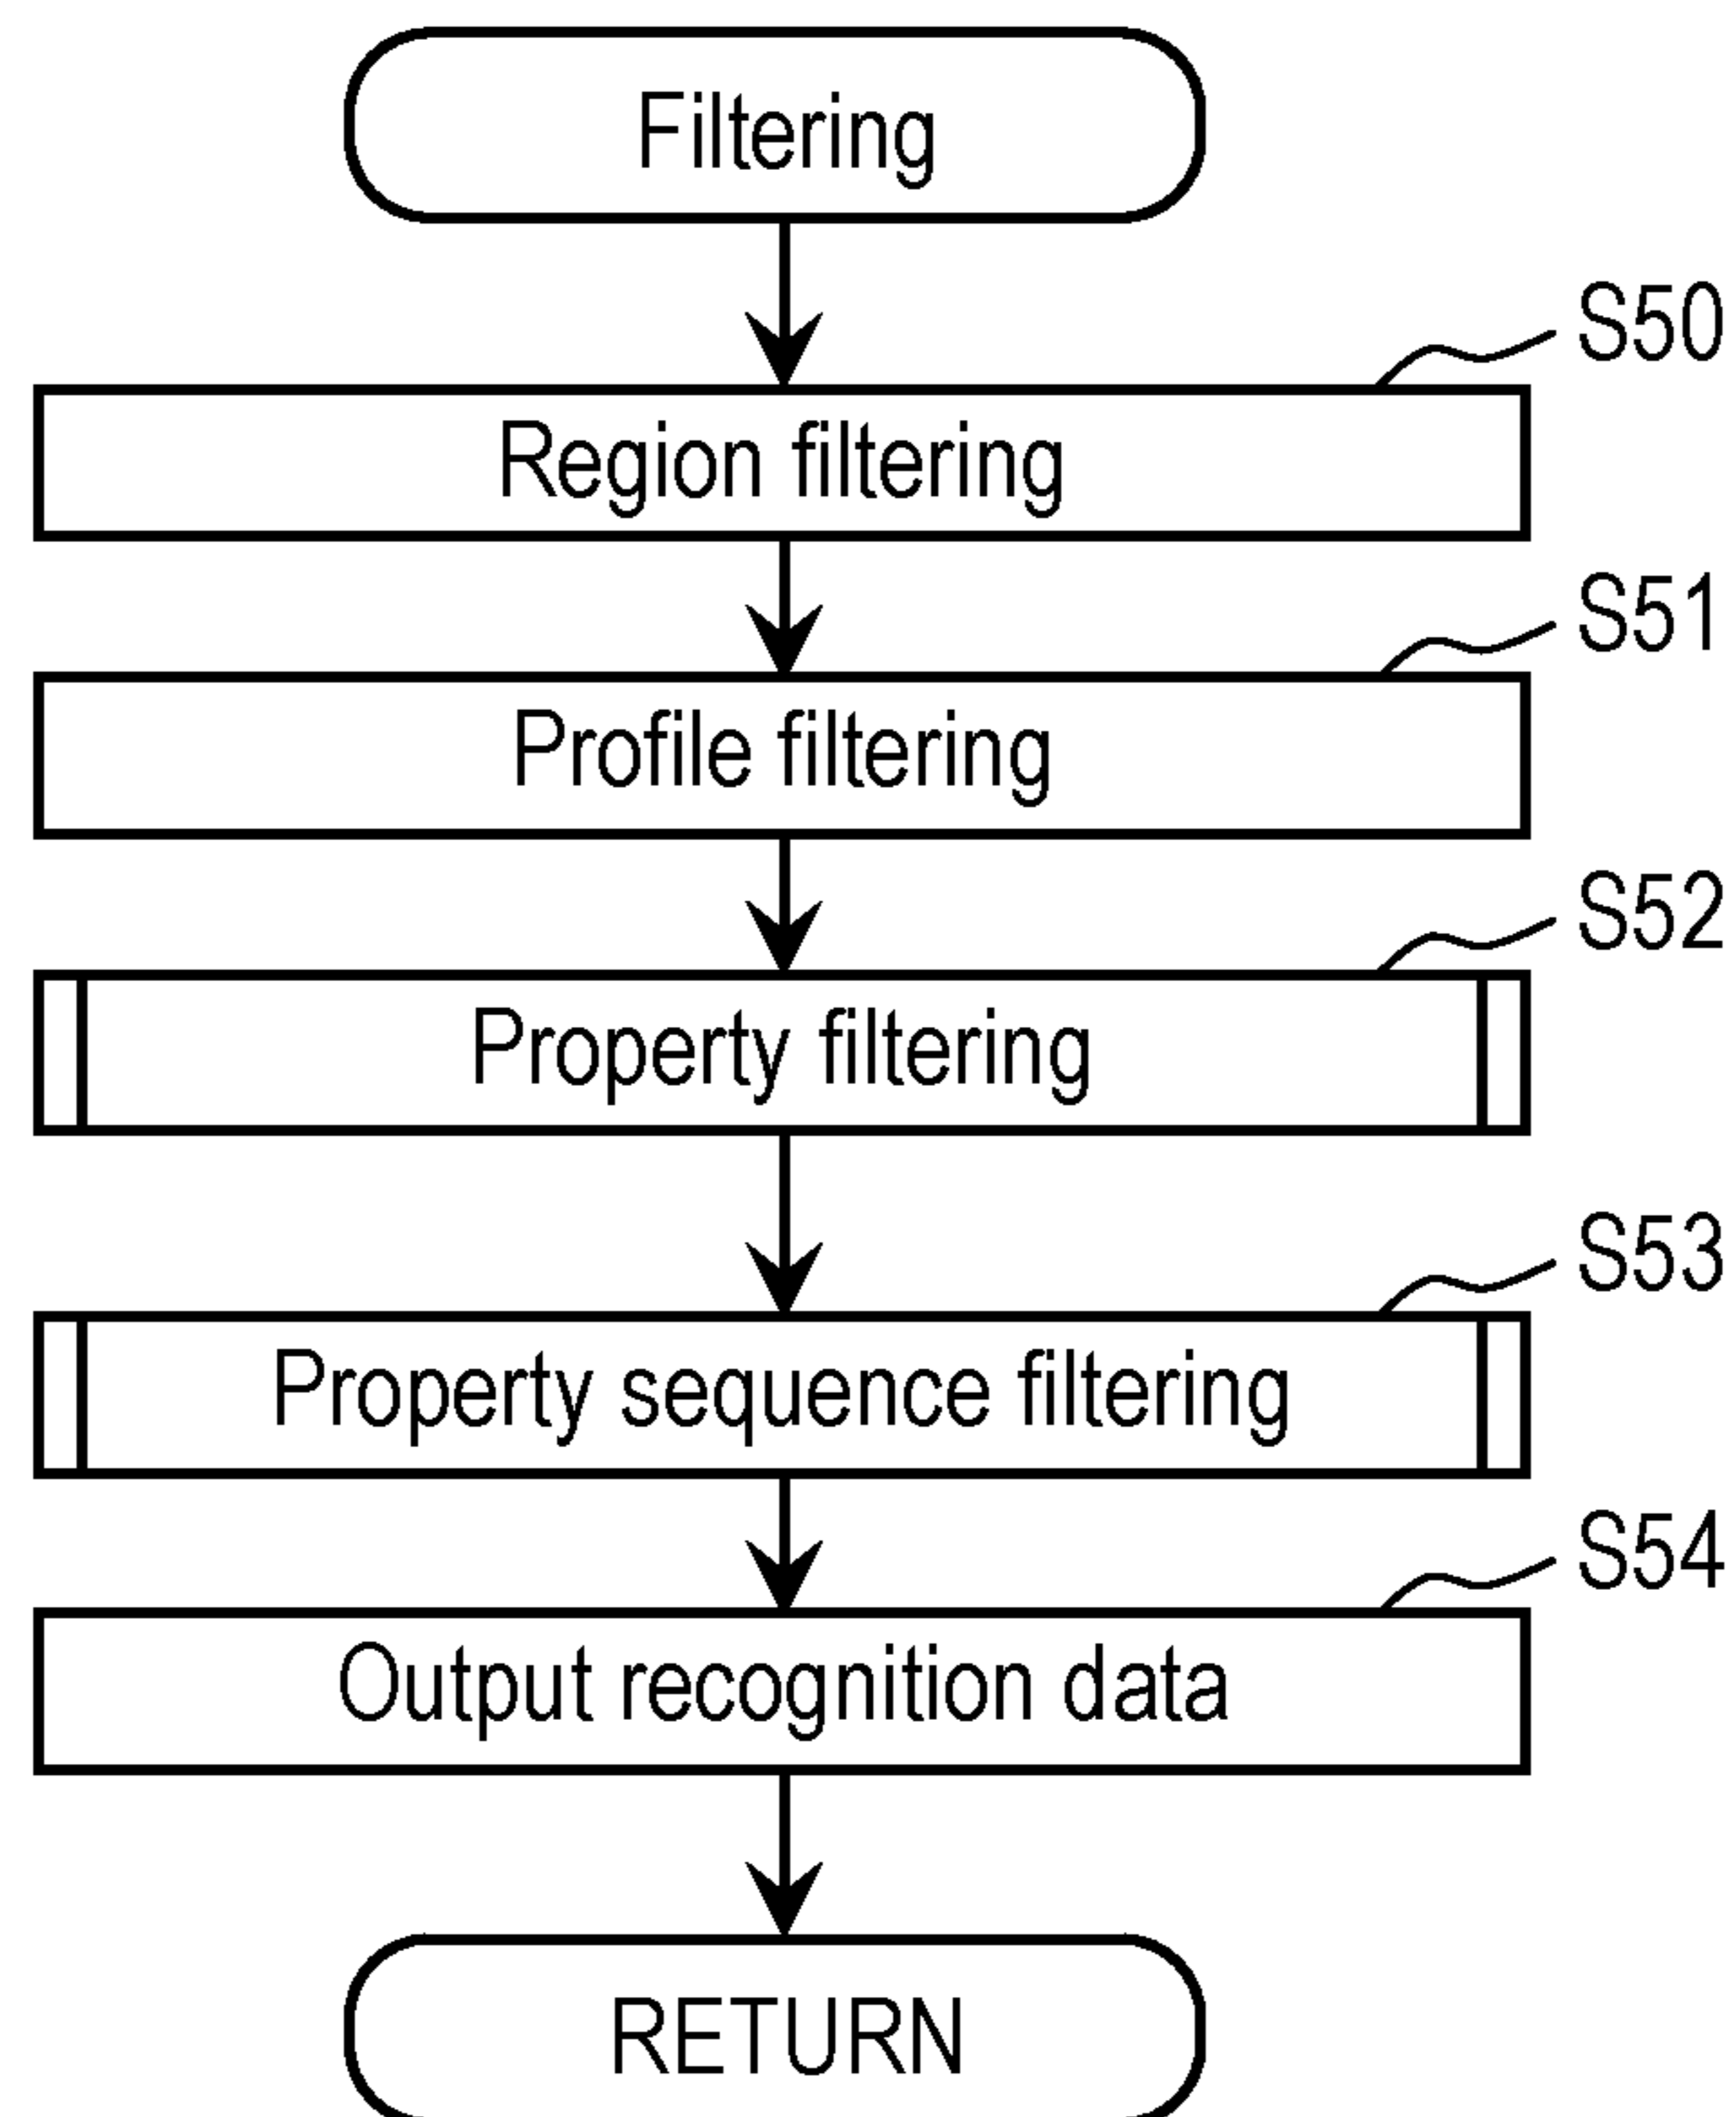 Filtering
S50
Region filtering
S51
Profile filtering
S52
Property filtering
S53
Property sequence filtering
S54
Output recognition data
RETURN